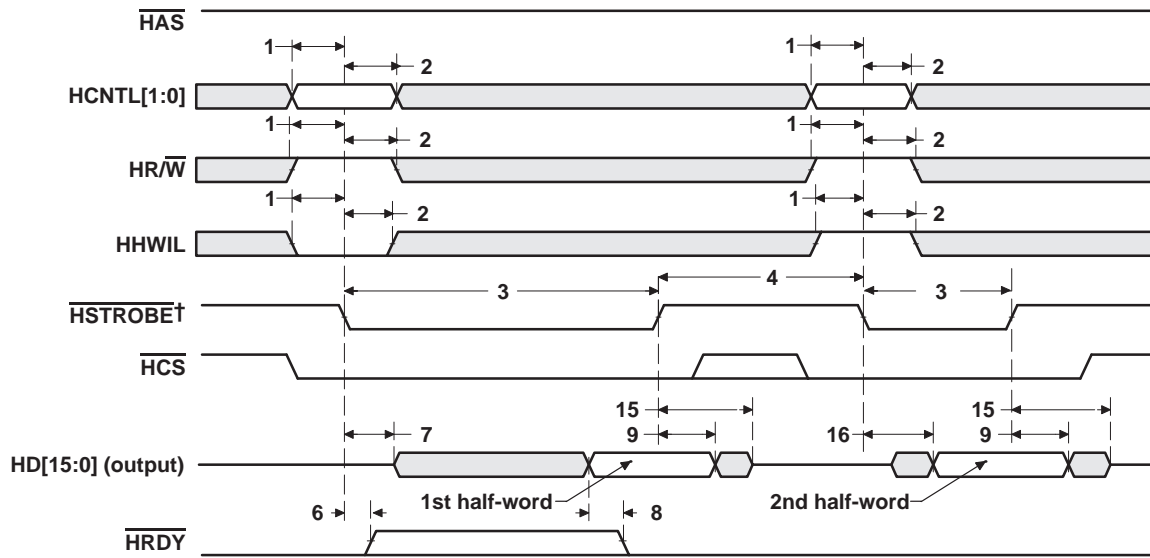 HAS
1 1
2 2
HCNTL[1:0]
1 1
2 2
HR/W
1 1
2 2
HHWIL
4
3 3
HSTROBE†
HCS
15 15
7 9 16 9
HD[15:0] (output)
1st half-word 2nd half-word
6 8
HRDY